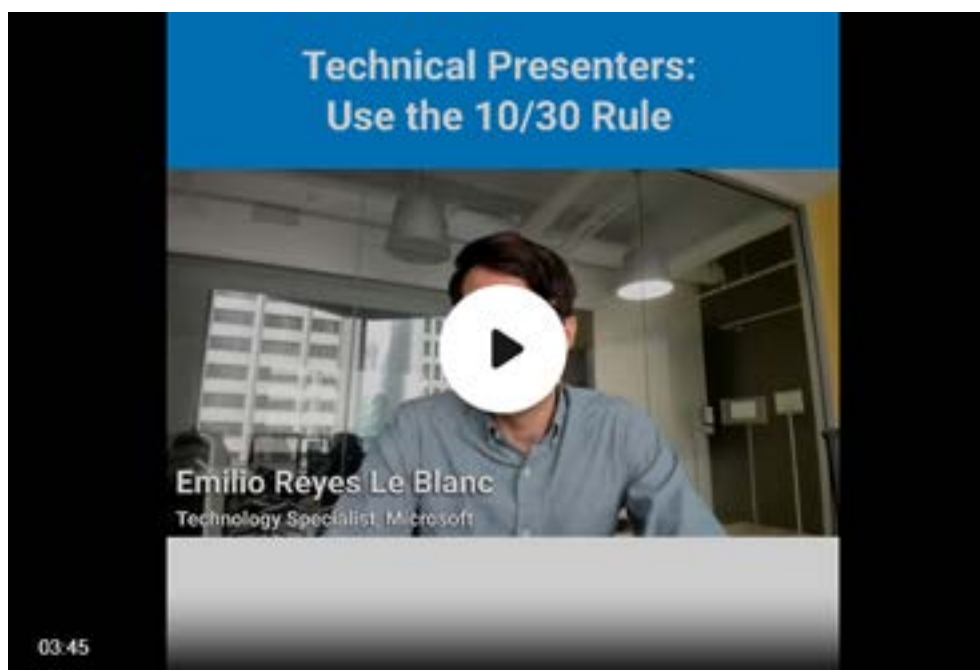 Technical Presenters:
Use the 10/30 Rule
Emilio Reyes Le Blanc
Technology Specialist, Microsoft
03:45